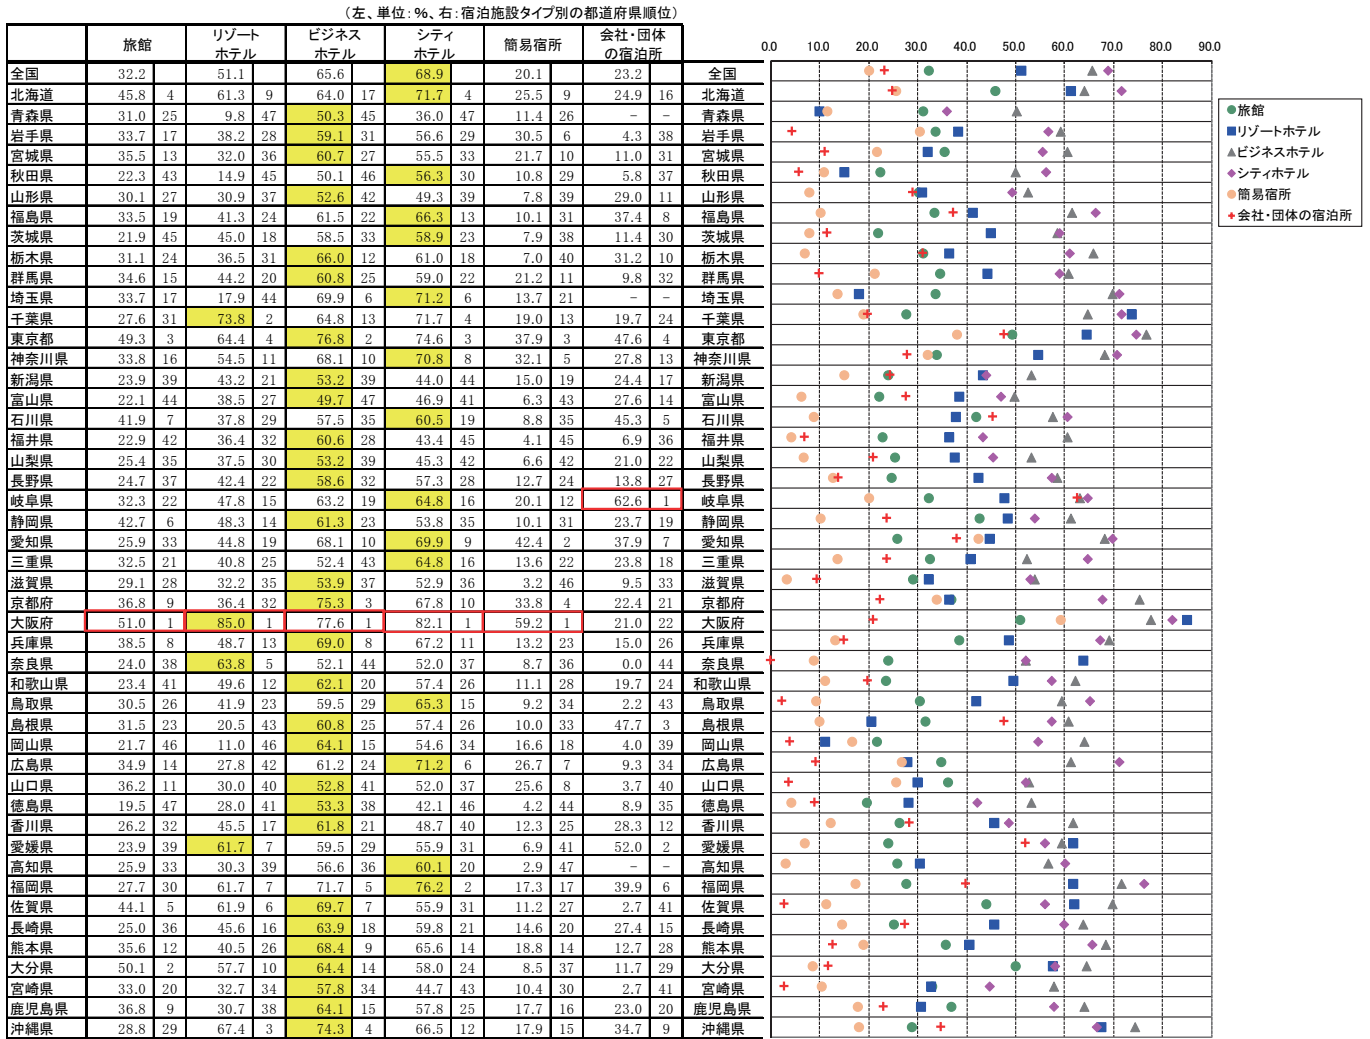 (左、単位:%、右:宿泊施設タイプ別の都道府県順位)
旅館 リゾートホテル ビジネスホテル シティホテル 簡易宿所 会社・団体の宿泊所
0.0 10.0 20.0 30.0 40.0 50.0 60.0 70.0 80.0 90.0
全国 32.2 51.1 65.6 68.9 20.1 23.2 全国
北海道 45.8 4 61.3 9 64.0 17 71.7 4 25.5 9 24.9 16 北海道
青森県 31.0 25 9.8 47 50.3 45 36.0 47 11.4 26 - - 青森県
岩手県 33.7 17 38.2 28 59.1 31 56.6 29 30.5 6 4.3 38 岩手県
宮城県 35.5 13 32.0 36 60.7 27 55.5 33 21.7 10 11.0 31 宮城県
秋田県 22.3 43 14.9 45 50.1 46 56.3 30 10.8 29 5.8 37 秋田県
山形県 30.1 27 30.9 37 52.6 42 49.3 39 7.8 39 29.0 11 山形県
福島県 33.5 19 41.3 24 61.5 22 66.3 13 10.1 31 37.4 8 福島県
茨城県 21.9 45 45.0 18 58.5 33 58.9 23 7.9 38 11.4 30 茨城県
栃木県 31.1 24 36.5 31 66.0 12 61.0 18 7.0 40 31.2 10 栃木県
群馬県 34.6 15 44.2 20 60.8 25 59.0 22 21.2 11 9.8 32 群馬県
埼玉県 33.7 17 17.9 44 69.9 6 71.2 6 13.7 21 - - 埼玉県
千葉県 27.6 31 73.8 2 64.8 13 71.7 4 19.0 13 19.7 24 千葉県
東京都 49.3 3 64.4 4 76.8 2 74.6 3 37.9 3 47.6 4 東京都
神奈川県 33.8 16 54.5 11 68.1 10 70.8 8 32.1 5 27.8 13 神奈川県
新潟県 23.9 39 43.2 21 53.2 39 44.0 44 15.0 19 24.4 17 新潟県
富山県 22.1 44 38.5 27 49.7 47 46.9 41 6.3 43 27.6 14 富山県
石川県 41.9 7 37.8 29 57.5 35 60.5 19 8.8 35 45.3 5 石川県
福井県 22.9 42 36.4 32 60.6 28 43.4 45 4.1 45 6.9 36 福井県
山梨県 25.4 35 37.5 30 53.2 39 45.3 42 6.6 42 21.0 22 山梨県
長野県 24.7 37 42.4 22 58.6 32 57.3 28 12.7 24 13.8 27 長野県
岐阜県 32.3 22 47.8 15 63.2 19 64.8 16 20.1 12 62.6 1 岐阜県
静岡県 42.7 6 48.3 14 61.3 23 53.8 35 10.1 31 23.7 19 静岡県
愛知県 25.9 33 44.8 19 68.1 10 69.9 9 42.4 2 37.9 7 愛知県
三重県 32.5 21 40.8 25 52.4 43 64.8 16 13.6 22 23.8 18 三重県
滋賀県 29.1 28 32.2 35 53.9 37 52.9 36 3.2 46 9.5 33 滋賀県
京都府 36.8 9 36.4 32 75.3 3 67.8 10 33.8 4 22.4 21 京都府
大阪府 51.0 1 85.0 1 77.6 1 82.1 1 59.2 1 21.0 22 大阪府
兵庫県 38.5 8 48.7 13 69.0 8 67.2 11 13.2 23 15.0 26 兵庫県
奈良県 24.0 38 63.8 5 52.1 44 52.0 37 8.7 36 0.0 44 奈良県
和歌山県 23.4 41 49.6 12 62.1 20 57.4 26 11.1 28 19.7 24 和歌山県
鳥取県 30.5 26 41.9 23 59.5 29 65.3 15 9.2 34 2.2 43 鳥取県
島根県 31.5 23 20.5 43 60.8 25 57.4 26 10.0 33 47.7 3 島根県
岡山県 21.7 46 11.0 46 64.1 15 54.6 34 16.6 18 4.0 39 岡山県
広島県 34.9 14 27.8 42 61.2 24 71.2 6 26.7 7 9.3 34 広島県
山口県 36.2 11 30.0 40 52.8 41 52.0 37 25.6 8 3.7 40 山口県
徳島県 19.5 47 28.0 41 53.3 38 42.1 46 4.2 44 8.9 35 徳島県
香川県 26.2 32 45.5 17 61.8 21 48.7 40 12.3 25 28.3 12 香川県
愛媛県 23.9 39 61.7 7 59.5 29 55.9 31 6.9 41 52.0 2 愛媛県
高知県 25.9 33 30.3 39 56.6 36 60.1 20 2.9 47 - - 高知県
福岡県 27.7 30 61.7 7 71.7 5 76.2 2 17.3 17 39.9 6 福岡県
佐賀県 44.1 5 61.9 6 69.7 7 55.9 31 11.2 27 2.7 41 佐賀県
長崎県 25.0 36 45.6 16 63.9 18 59.8 21 14.6 20 27.4 15 長崎県
熊本県 35.6 12 40.5 26 68.4 9 65.6 14 18.8 14 12.7 28 熊本県
大分県 50.1 2 57.7 10 64.4 14 58.0 24 8.5 37 11.7 29 大分県
宮崎県 33.0 20 32.7 34 57.8 34 44.7 43 10.4 30 2.7 41 宮崎県
鹿児島県 36.8 9 30.7 38 64.1 15 57.8 25 17.7 16 23.0 20 鹿児島県
沖縄県 28.8 29 67.4 3 74.3 4 66.5 12 17.9 15 34.7 9 沖縄県
旅館
リゾートホテル
ビジネスホテル
シティホテル
簡易宿所
会社・団体の宿泊所